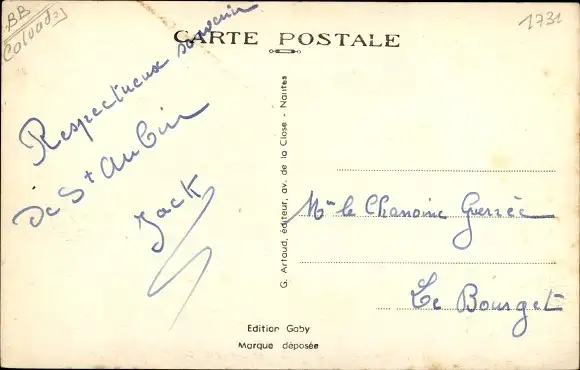 BB
Calvados
1731
CARTE POSTALE
Respectueux souvenir
De St Aubin
Jack
G. Artaud, éditeur, av. de la Close - Nantes
Mr le Chanoine Guerrée
Le Bourget
Edition Gaby
Marque déposée